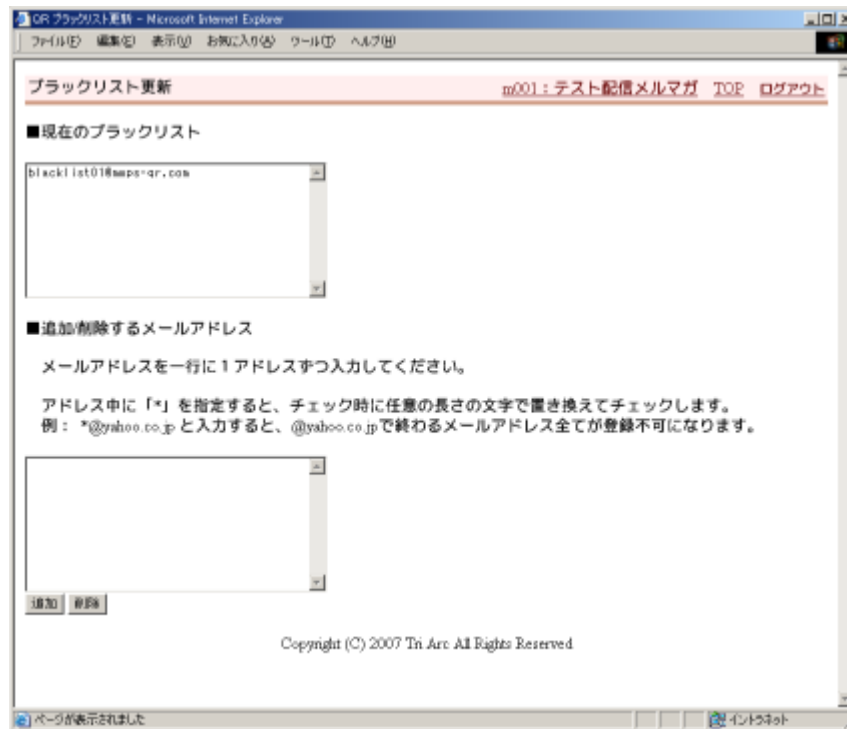 QR ブラックリスト更新 - Microsoft Internet Explorer
ファイル(F) 編集(E) 表示(V) お気に入り(A) ツール(T) ヘルプ(H)
ブラックリスト更新 m001:テスト配信メルマガ TOP ログアウト
■現在のブラックリスト
blacklist01@maps-qr.com
■追加/削除するメールアドレス
メールアドレスを一行に1アドレスずつ入力してください。
アドレス中に「*」を指定すると、チェック時に任意の長さの文字で置き換えてチェックします。
例： *@yahoo.co.jp と入力すると、@yahoo.co.jpで終わるメールアドレス全てが登録不可になります。
追加 削除
Copyright (C) 2007 Tri Arc All Rights Reserved
ページが表示されました イントラネット